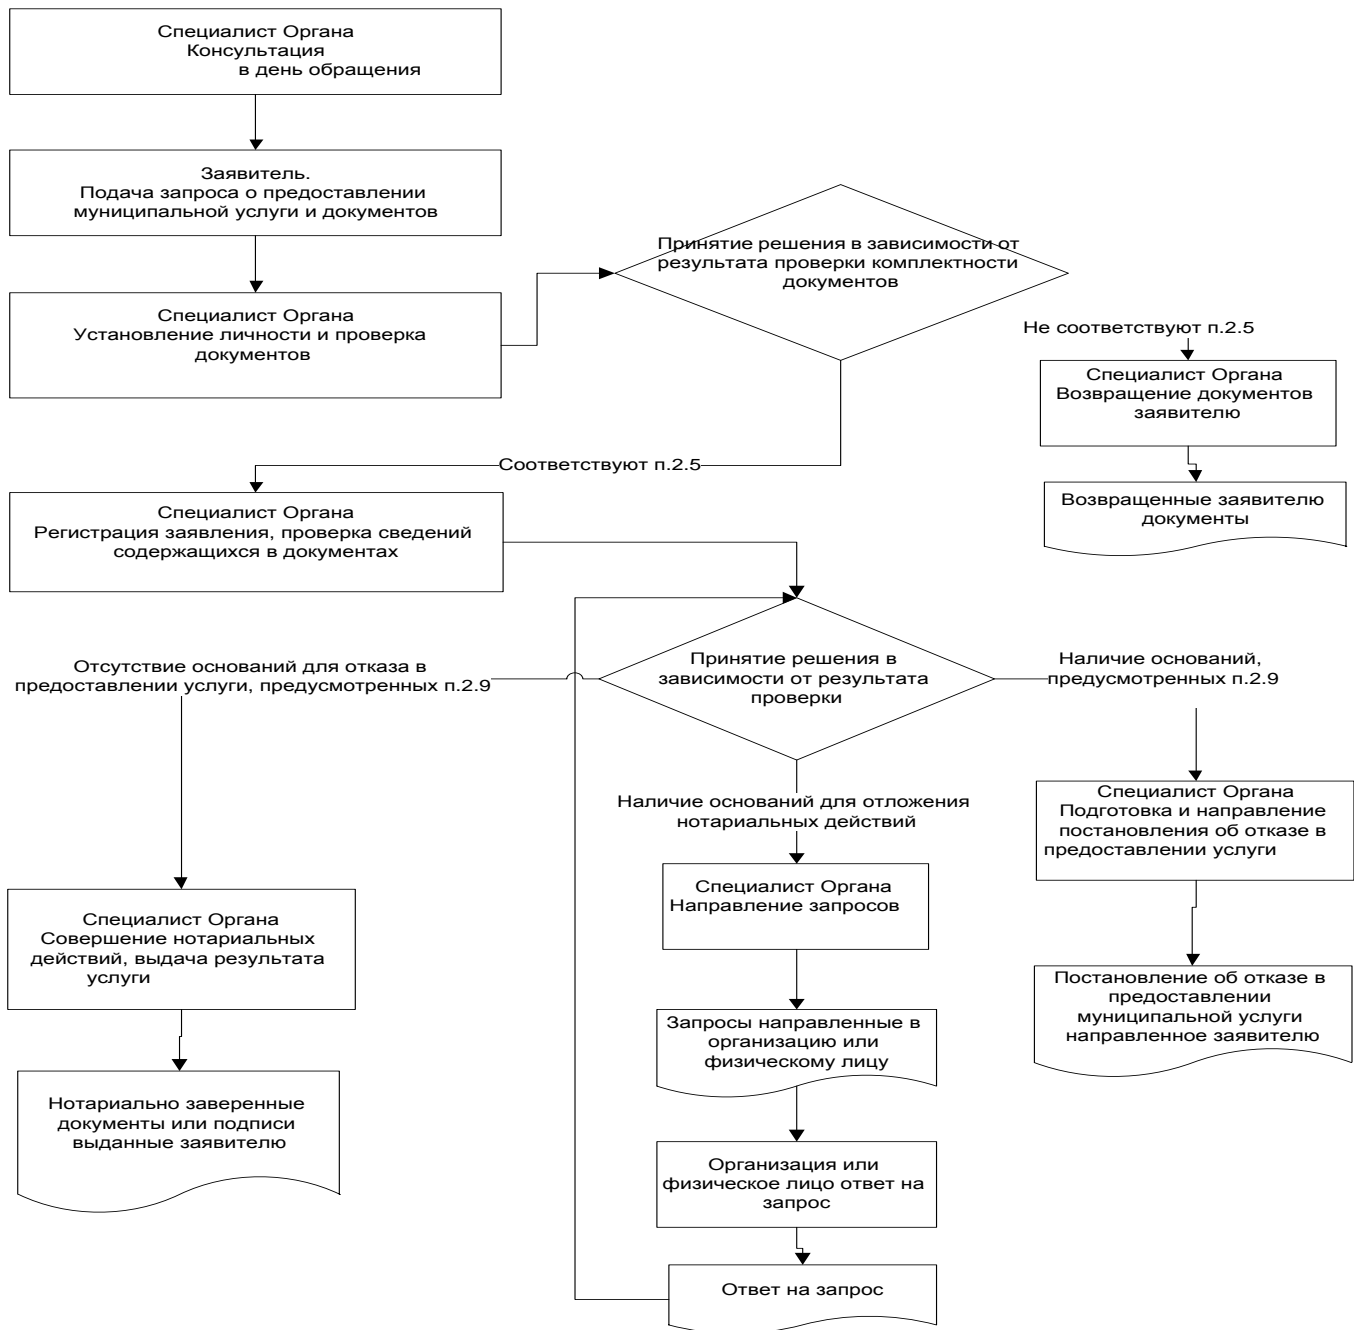 Специалист Органа
Консультация
в день обращения
Заявитель.
Подача запроса о предоставлении
муниципальной услуги и документов
Принятие решения в зависимости от
результата проверки комплектности
документов
Специалист Органа
Установление личности и проверка
документов
Не соответствуют п.2.5
Специалист Органа
Возвращение документов
заявителю
Соответствуют п.2.5
Возвращенные заявителю
документы
Специалист Органа
Регистрация заявления, проверка сведений
содержащихся в документах
Отсутствие оснований для отказа в
предоставлении услуги, предусмотренных п.2.9
Принятие решения в
зависимости от результата
проверки
Наличие оснований,
предусмотренных п.2.9
Наличие оснований для отложения
нотариальных действий
Специалист Органа
Подготовка и направление
постановления об отказе в
предоставлении услуги
Специалист Органа
Направление запросов
Специалист Органа
Совершение нотариальных
действий, выдача результата
услуги
Постановление об отказе в
предоставлении
муниципальной услуги
направленное заявителю
Запросы направленные в
организацию или
физическому лицу
Нотариально заверенные
документы или подписи
выданные заявителю
Организация или
физическое лицо ответ на
запрос
Ответ на запрос